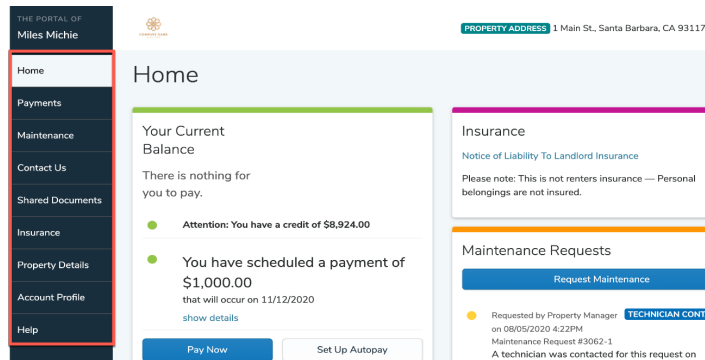 THE PORTAL OF
Miles Michie
Home
Payments
Maintenance
Contact Us
Shared Documents
Insurance
Property Details
Account Profile
Help
PROPERTY ADDRESS 1 Main St., Santa Barbara, CA 93117
Home
Your Current
Balance
There is nothing for
you to pay.
Attention: You have a credit of $8,924.00
You have scheduled a payment of
$1,000.00
that will occur on 11/12/2020
show details
Pay Now
Set Up Autopay
Insurance
Notice of Liability To Landlord Insurance
Please note: This is not renters insurance — Personal
belongings are not insured.
Maintenance Requests
Request Maintenance
Requested by Property Manager TECHNICIAN CONT
on 08/05/2020 4:22PM
Maintenance Request #3062-1
A technician was contacted for this request on